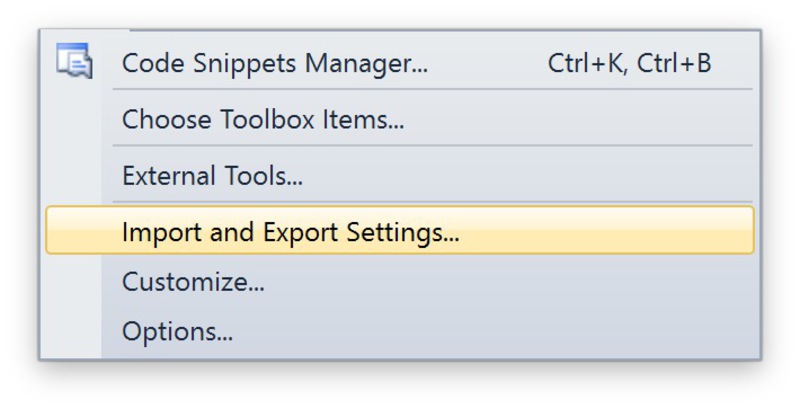 Code Snippets Manager... Ctrl+K, Ctrl+B
Choose Toolbox Items...
External Tools...
Import and Export Settings...
Customize...
Options...